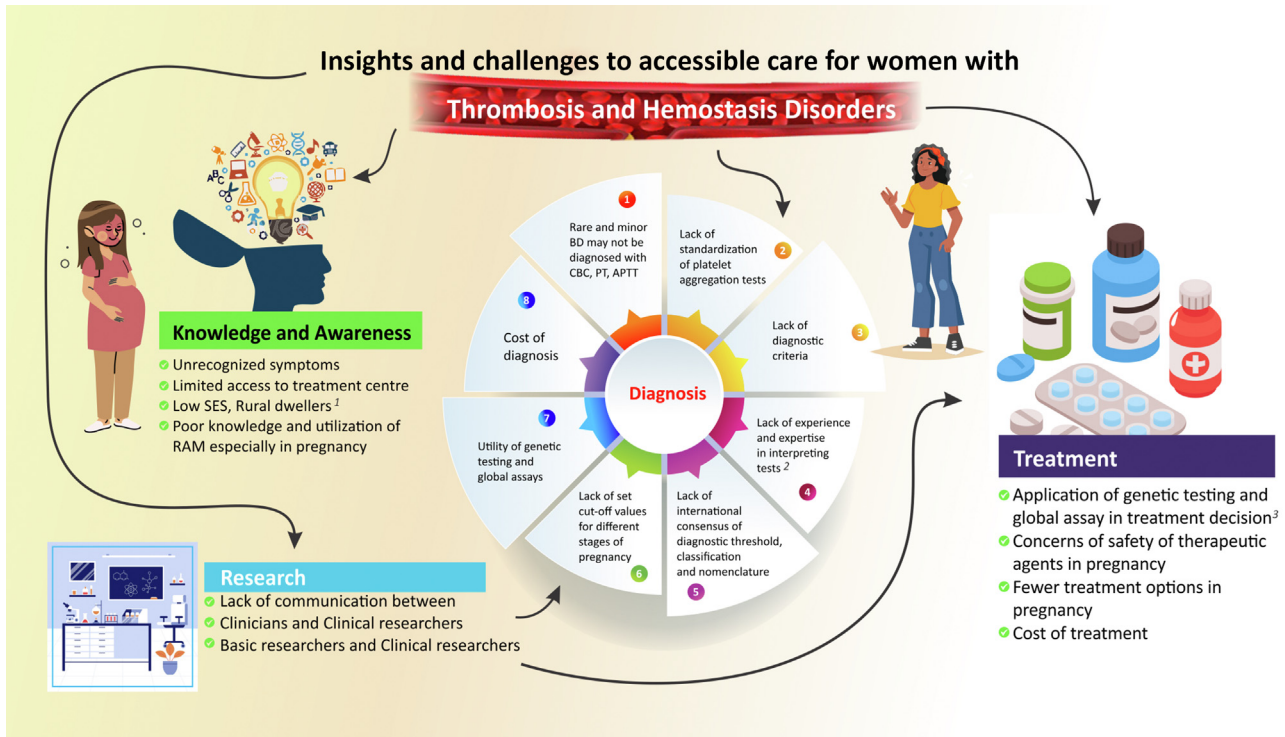 Insights and challenges to accessible care for women with
Thrombosis and Hemostasis Disorders
ABC
Knowledge and Awareness
Unrecognized symptoms
Limited access to treatment centre
Low SES, Rural dwellers 1
Poor knowledge and utilization of
RAM especially in pregnancy
Research
Lack of communication between
Clinicians and Clinical researchers
Basic researchers and Clinical researchers
Diagnosis
1
Rare and minor
BD may not be
diagnosed with
CBC, PT, APTT
2
Lack of
standardization
of platelet
aggregation tests
3
Lack of
diagnostic
criteria
Lack of experience
and expertise
in interpreting
tests 2
4
Lack of
international
consensus of
diagnostic threshold,
classification
and nomenclature
5
Lack of set
cut-off values
for different
stages of
pregnancy
6
7
Utility of genetic
testing and
global assays
8
Cost of
diagnosis
Treatment
Application of genetic testing and
global assay in treatment decision3
Concerns of safety of therapeutic
agents in pregnancy
Fewer treatment options in
pregnancy
Cost of treatment